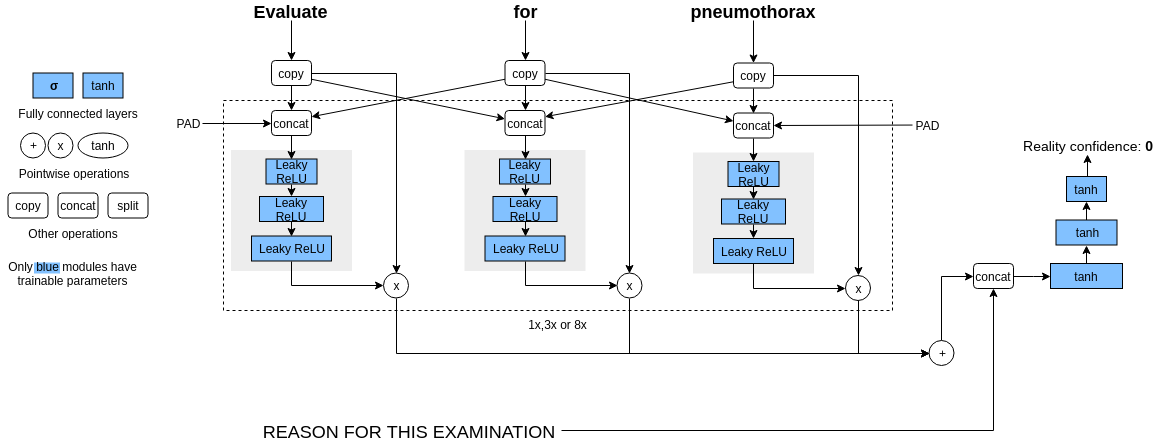 Evaluate for pneumothorax
copy copy copy
σ tanh
Fully connected layers
PAD concat concat concat PAD
+ x tanh
Pointwise operations
Reality confidence: 0
Leaky
ReLU
Leaky
ReLU
Leaky ReLU
Leaky
ReLU
Leaky
ReLU
Leaky ReLU
Leaky
ReLU
Leaky
ReLU
Leaky ReLU
tanh
copy concat split
Other operations
tanh
Only blue modules have
trainable parameters
concat tanh
x x x
1x,3x or 8x
+
REASON FOR THIS EXAMINATION